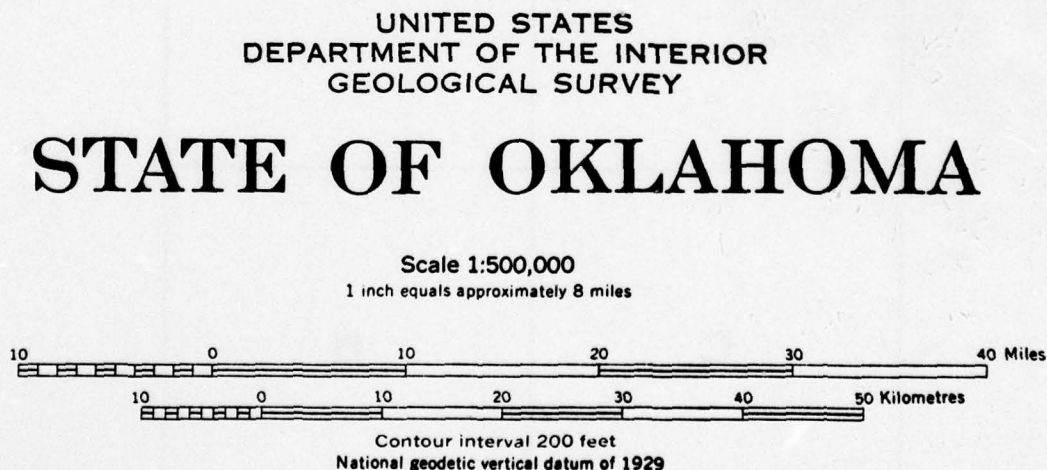 UNITED STATES
DEPARTMENT OF THE INTERIOR
GEOLOGICAL SURVEY
STATE OF OKLAHOMA
Scale 1:500,000
1 inch equals approximately 8 miles
10 0 10 20 30 40 Miles
10 0 10 20 30 40 50 Kilometres
Contour interval 200 feet
National geodetic vertical datum of 1929